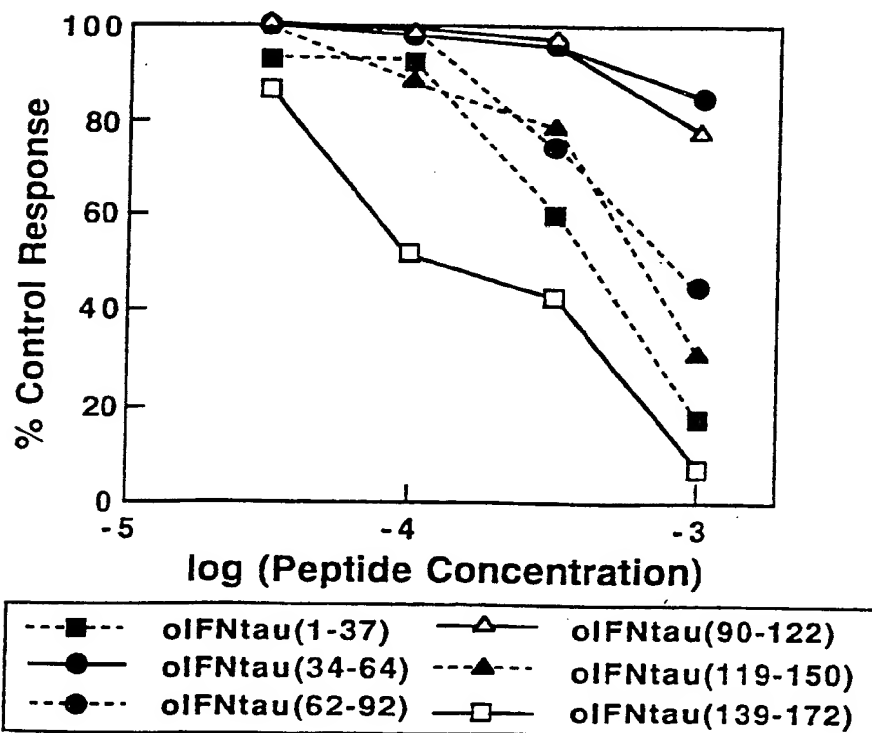 100
80
60
40
20
0
% Control Response
-5
-4
-3
log (Peptide Concentration)
oIFNtau(1-37)
oIFNtau(34-64)
oIFNtau(62-92)
oIFNtau(90-122)
oIFNtau(119-150)
oIFNtau(139-172)